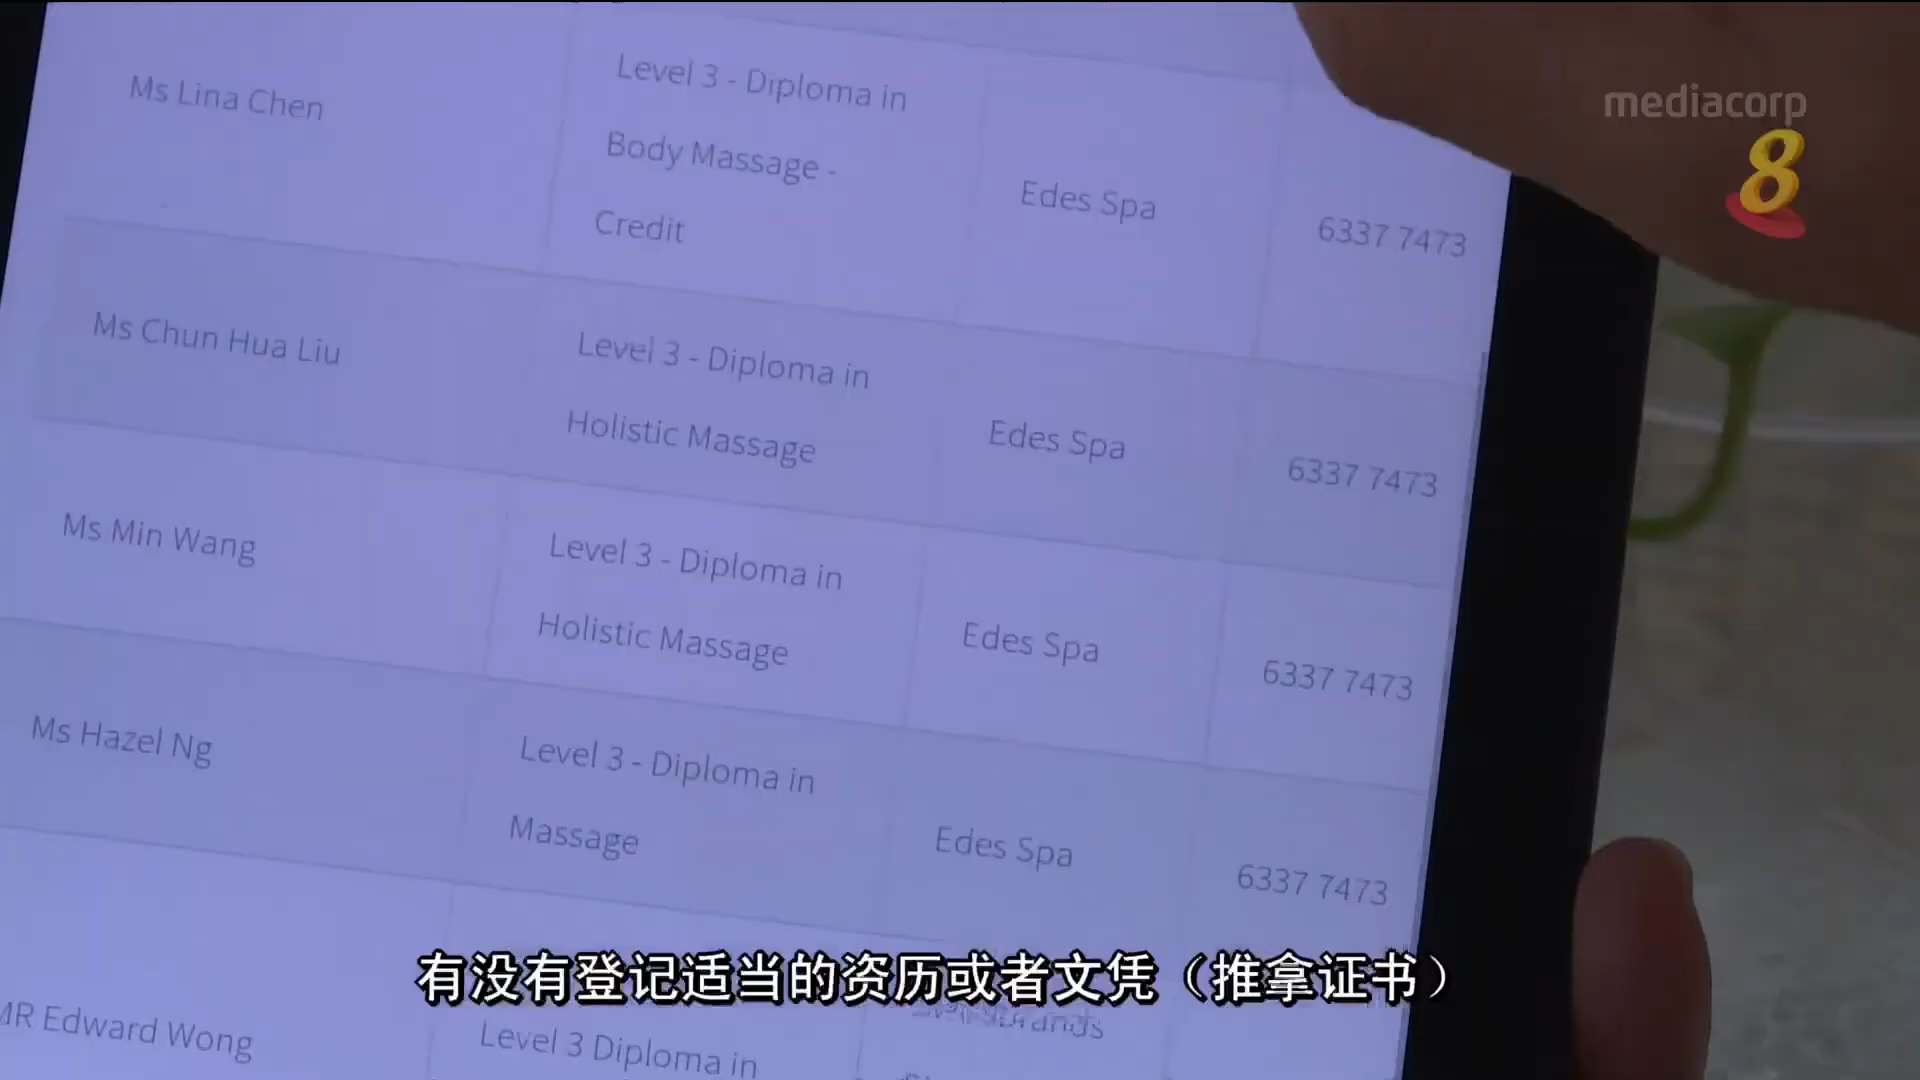 mediacorp
8
Ms Lina Chen
Level 3 - Diploma in
Body Massage -
Credit
Edes Spa
6337 7473
Ms Chun Hua Liu
Level 3 - Diploma in
Holistic Massage
Edes Spa
6337 7473
Ms Min Wang
Level 3 - Diploma in
Holistic Massage
Edes Spa
6337 7473
Ms Hazel Ng
Level 3 - Diploma in
Massage
Edes Spa
6337 7473
MR Edward Wong
Level 3 Diploma in
有没有登记适当的资历或者文凭（推拿证书）